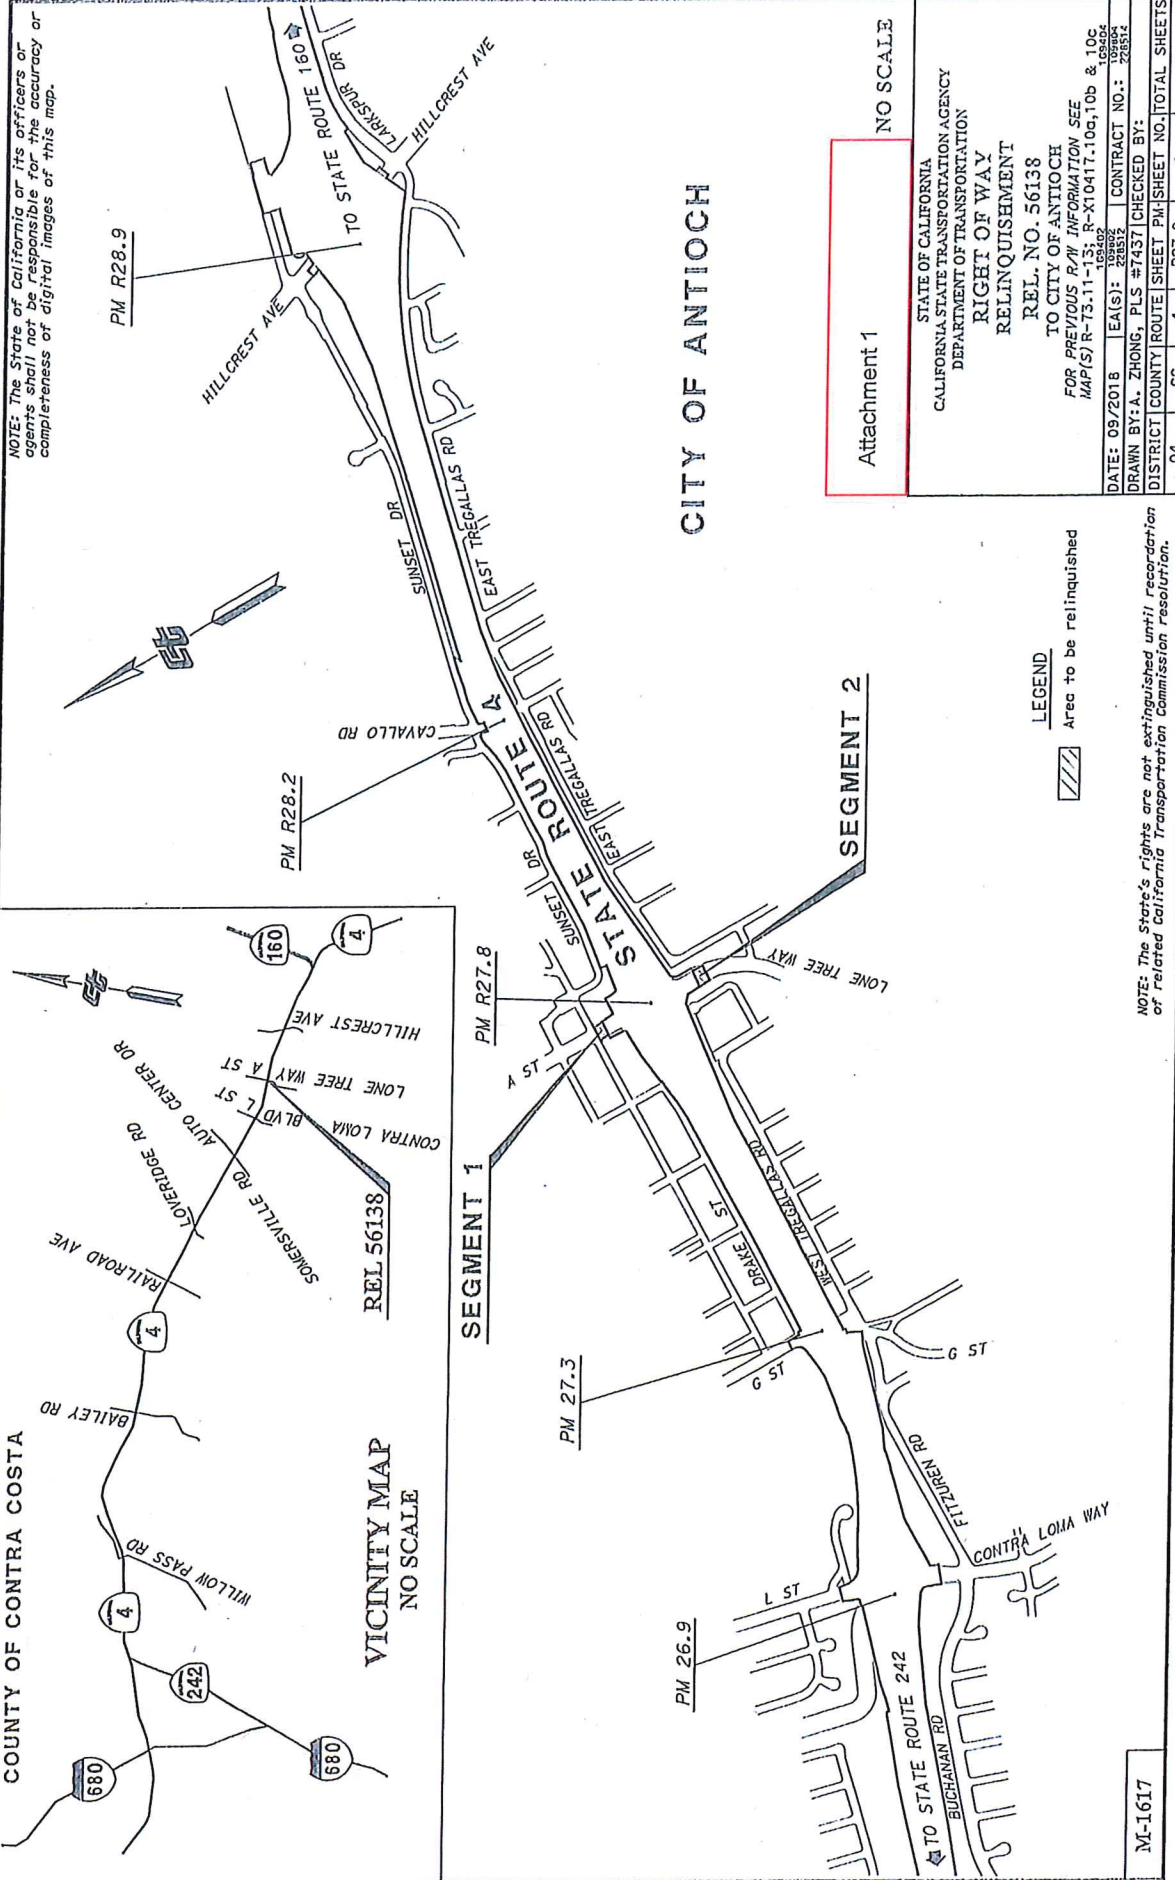 COUNTY OF CONTRA COSTA
680
242
680
4
WILLOW PASS RD
BAILEY RD
4
RAILROAD AVE
LOVERIDGE RD
SOMERSVILLE RD
AUTO CENTER DR
CONTRA LOMA BLVD
L ST
LONE TREE WAY
A ST
HILLCREST AVE
160
4
REL 56138
VICINITY MAP
NO SCALE
NOTE: The State of California or its officers or
agents shall not be responsible for the accuracy or
completeness of digital images of this map.
PM R28.9
HILLCREST AVE
TO STATE ROUTE 160
LARKSPUR DR
HILLCREST AVE
SUNSET DR
EAST TREGALLAS RD
CAVALLO RD
PM R28.2
STATE ROUTE 4
SUNSET DR
EAST TREGALLAS RD
PM R27.8
A ST
LONE TREE WAY
SEGMENT 1
SEGMENT 2
DRAKE ST
WEST TREGALLAS RD
PM 27.3
G ST
G ST
FITZUREN RD
CONTRA LOMA WAY
L ST
PM 26.9
TO STATE ROUTE 242
BUCHANAN RD
CITY OF ANTIOCH
LEGEND
Area to be relinquished
NOTE: The State's rights are not extinguished until recordation
of related California Transportation Commission resolution.
M-1617
Attachment 1
NO SCALE
STATE OF CALIFORNIA
CALIFORNIA STATE TRANSPORTATION AGENCY
DEPARTMENT OF TRANSPORTATION
RIGHT OF WAY
RELINQUISHMENT
REL. NO. 56138
TO CITY OF ANTIOCH
FOR PREVIOUS R/W INFORMATION SEE
MAP(S) R-73.11-13; R-X10417.10a,10b & 10c
DATE: 09/2018 EA(s): 1G9402 109802 228512 CONTRACT NO.: 1G9404 109804 228514
DRAWN BY: A. ZHONG, PLS #7437 CHECKED BY:
DISTRICT COUNTY ROUTE SHEET PM SHEET NO. TOTAL SHEETS